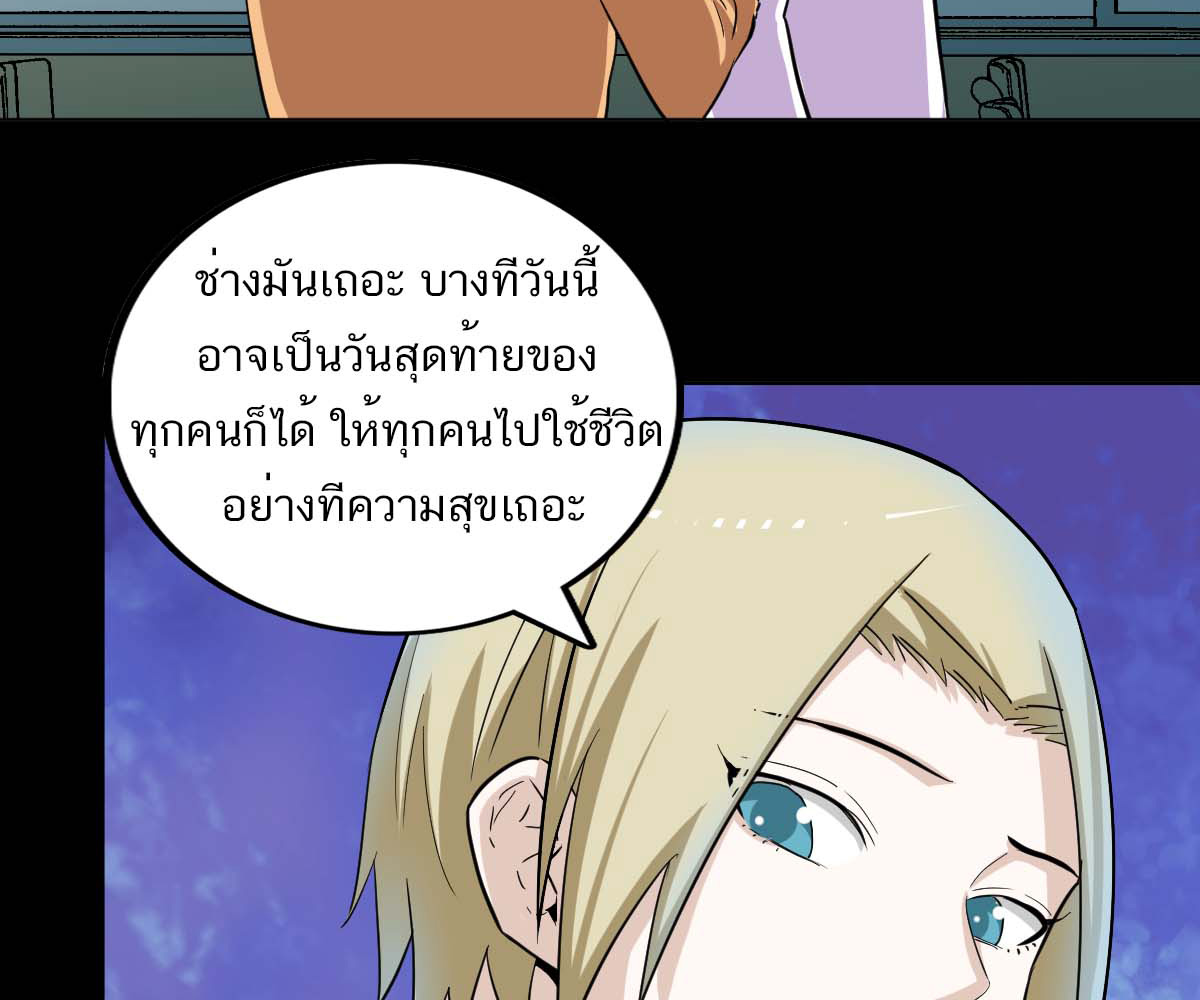 ช่างมันเถอะ บางทีวันนี้
อาจเป็นวันสุดท้ายของ
ทุกคนก็ได้ ให้ทุกคนไปใช้ชีวิต
อย่างทีความสุขเถอะ